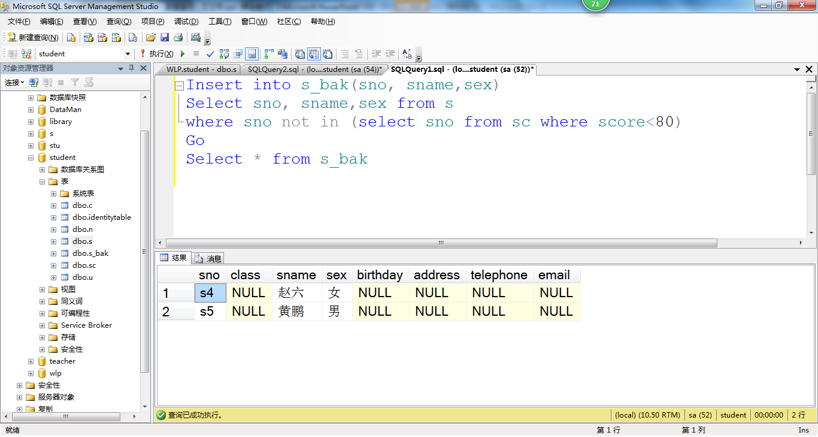 Microsoft SQL Server Management Studio
71
文件(F) 编辑(E) 查看(V) 查询(Q) 项目(P) 调试(D) 工具(T) 窗口(W) 社区(C) 帮助(H)
新建查询(N)
student 执行(X)
对象资源管理器
连接
数据库快照
DataMan
library
s
stu
student
数据库关系图
表
系统表
dbo.c
dbo.identitytable
dbo.n
dbo.s
dbo.s_bak
dbo.sc
dbo.u
视图
同义词
可编程性
Service Broker
存储
安全性
teacher
wlp
安全性
服务器对象
复制
WLP.student - dbo.s SQLQuery2.sql - (lo....student (sa (54))* SQLQuery1.sql - (lo....student (sa (52))*
Insert into s_bak(sno, sname,sex)
Select sno, sname,sex from s
where sno not in (select sno from sc where score<80)
Go
Select * from s_bak
结果 消息
sno class sname sex birthday address telephone email
1 s4 NULL 赵六 女 NULL NULL NULL NULL
2 s5 NULL 黄鹏 男 NULL NULL NULL NULL
查询已成功执行。 (local) (10.50 RTM) sa (52) student 00:00:00 2 行
就绪 第 1 行 第 1 列 Ins